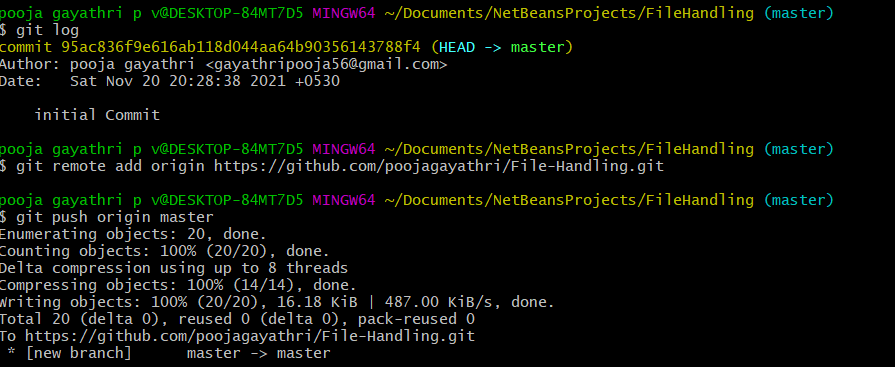 pooja gayathri p v@DESKTOP-84MT7D5 MINGW64 ~/Documents/NetBeansProjects/FileHandling (master)
$ git log
commit 95ac836f9e616ab118d044aa64b90356143788f4 (HEAD -> master)
Author: pooja gayathri <gayathripooja56@gmail.com>
Date:   Sat Nov 20 20:28:38 2021 +0530
    initial Commit
pooja gayathri p v@DESKTOP-84MT7D5 MINGW64 ~/Documents/NetBeansProjects/FileHandling (master)
$ git remote add origin https://github.com/poojagayathri/File-Handling.git
pooja gayathri p v@DESKTOP-84MT7D5 MINGW64 ~/Documents/NetBeansProjects/FileHandling (master)
$ git push origin master
Enumerating objects: 20, done.
Counting objects: 100% (20/20), done.
Delta compression using up to 8 threads
Compressing objects: 100% (14/14), done.
Writing objects: 100% (20/20), 16.18 KiB | 487.00 KiB/s, done.
Total 20 (delta 0), reused 0 (delta 0), pack-reused 0
To https://github.com/poojagayathri/File-Handling.git
 * [new branch]      master -> master